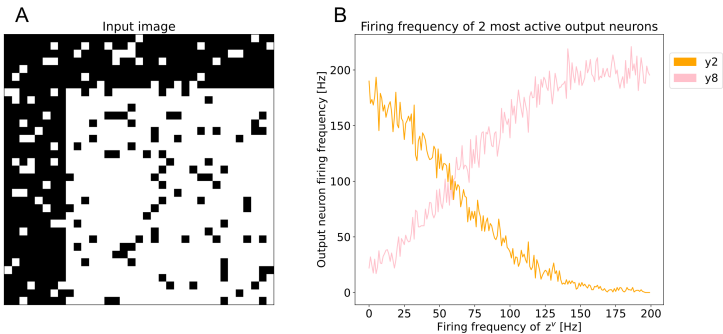 A
Input image
B
Firing frequency of 2 most active output neurons
Output neuron firing frequency [Hz]
200
150
100
50
0
0 25 50 75 100 125 150 175 200
Firing frequency of zᵛ [Hz]
y2
y8